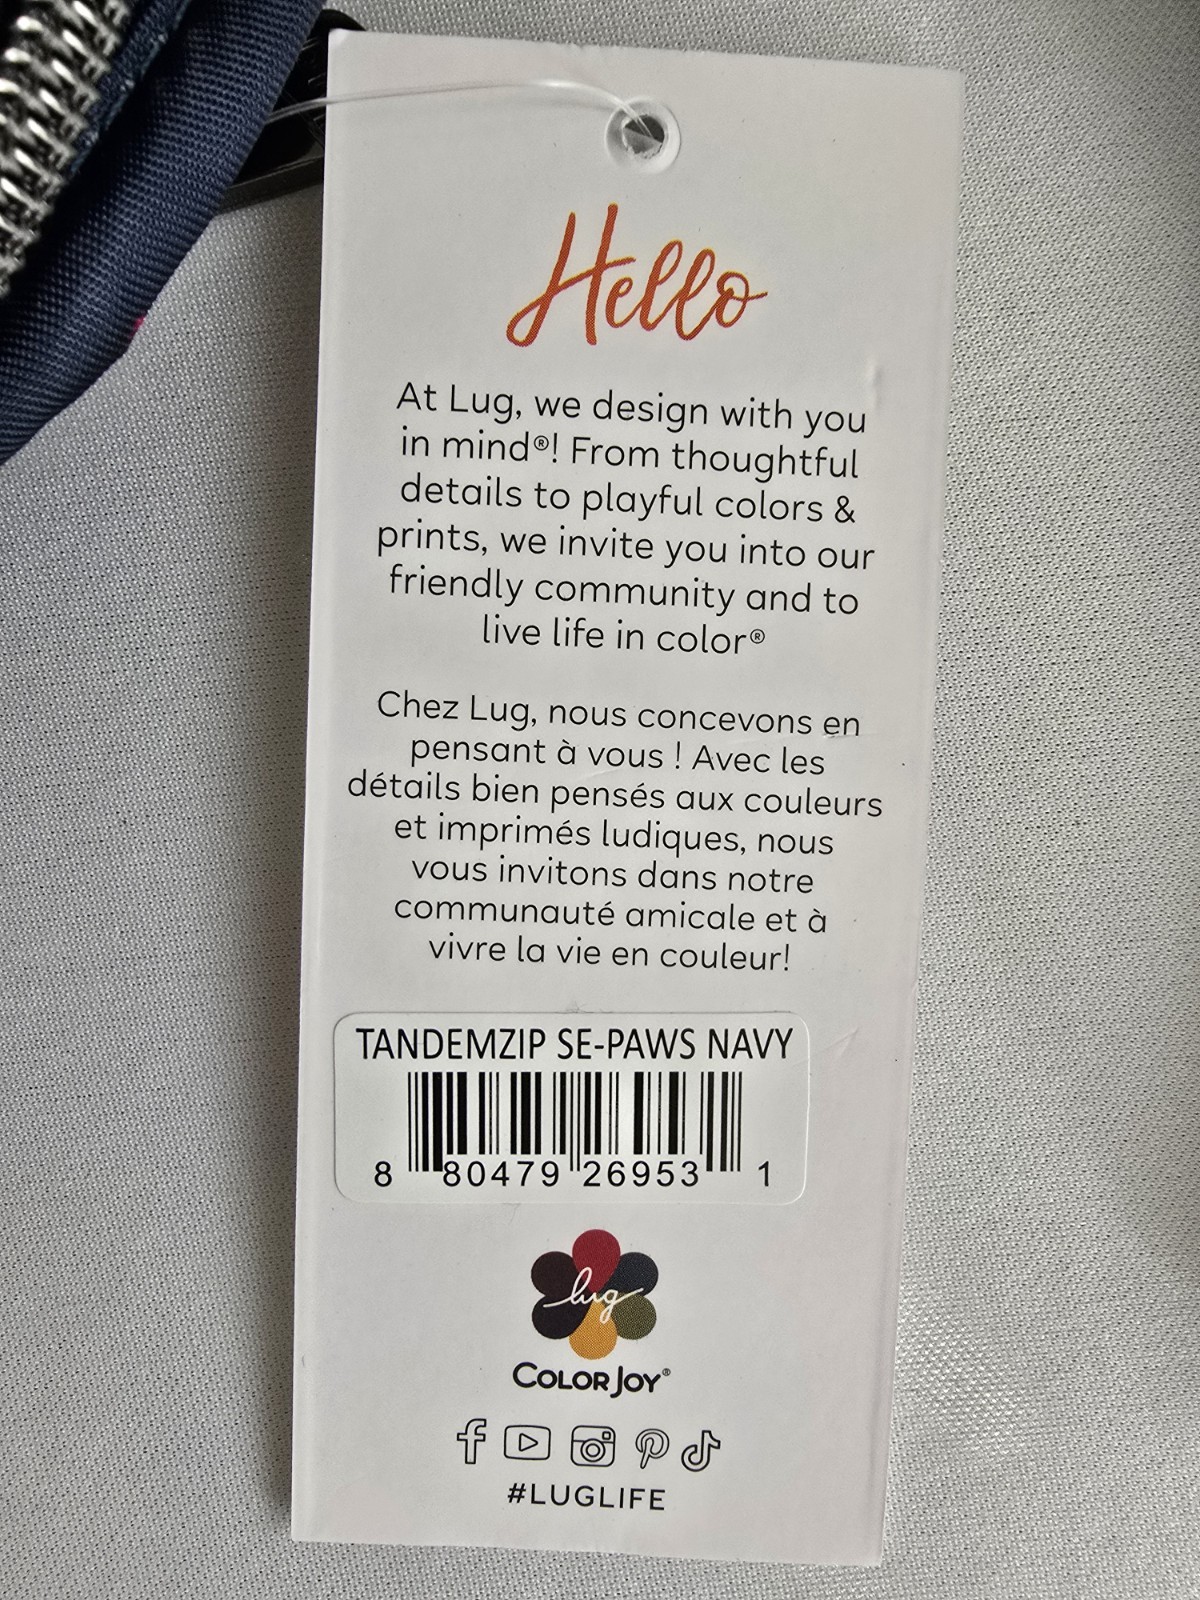 Hello
At Lug, we design with you
in mind®! From thoughtful
details to playful colors &
prints, we invite you into our
friendly community and to
live life in color®
Chez Lug, nous concevons en
pensant à vous ! Avec les
détails bien pensés aux couleurs
et imprimés ludiques, nous
vous invitons dans notre
communauté amicale et à
vivre la vie en couleur!
TANDEMZIP SE-PAWS NAVY
8 80479 26953 1
lug
COLOR JOY®
#LUGLIFE